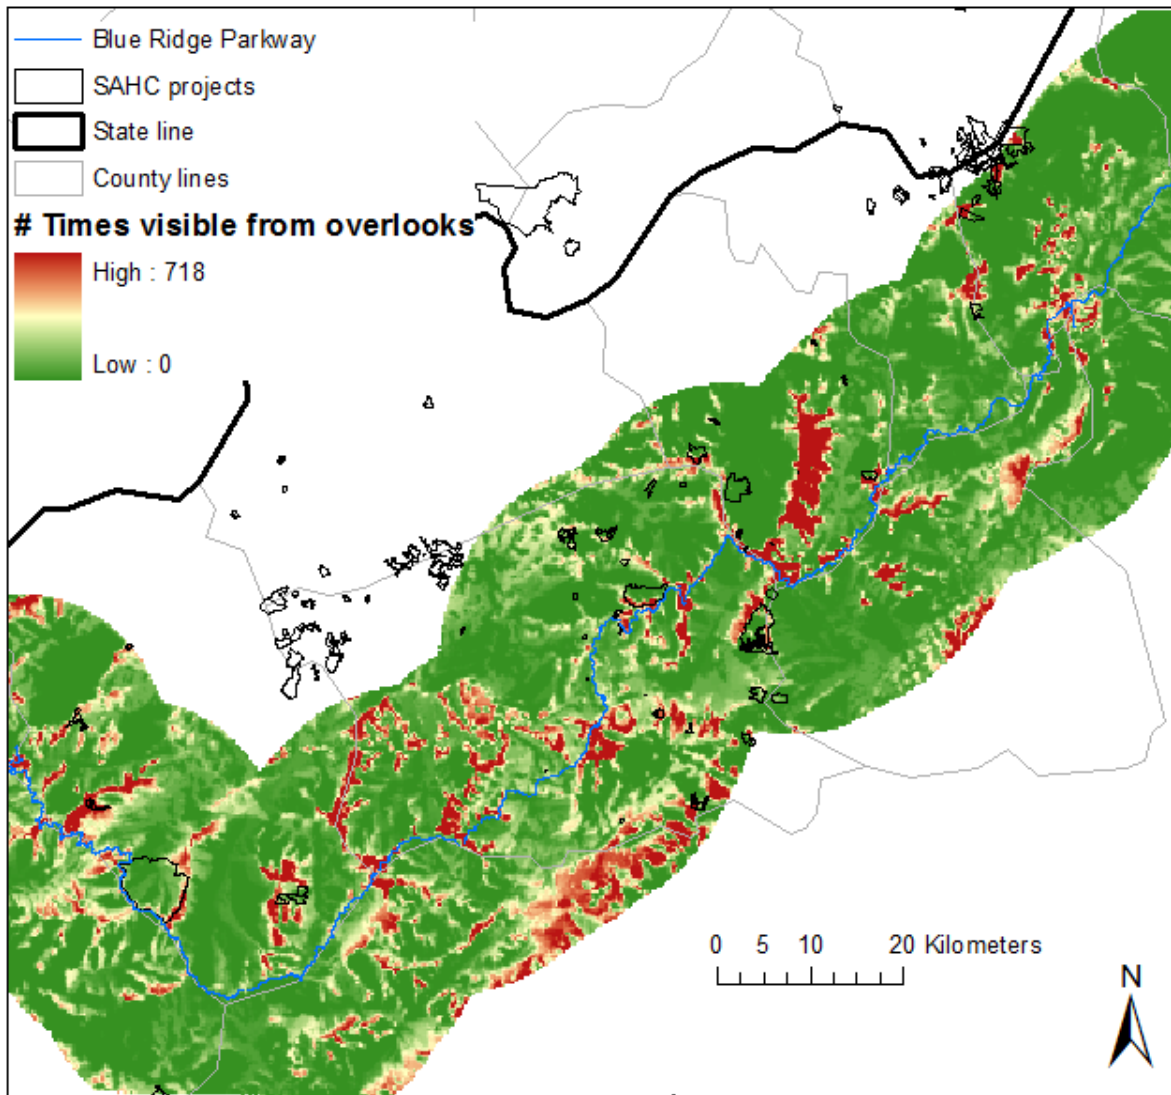 Blue Ridge Parkway
SAHC projects
State line
County lines
# Times visible from overlooks
High : 718
Low : 0
0 5 10 20 Kilometers
N